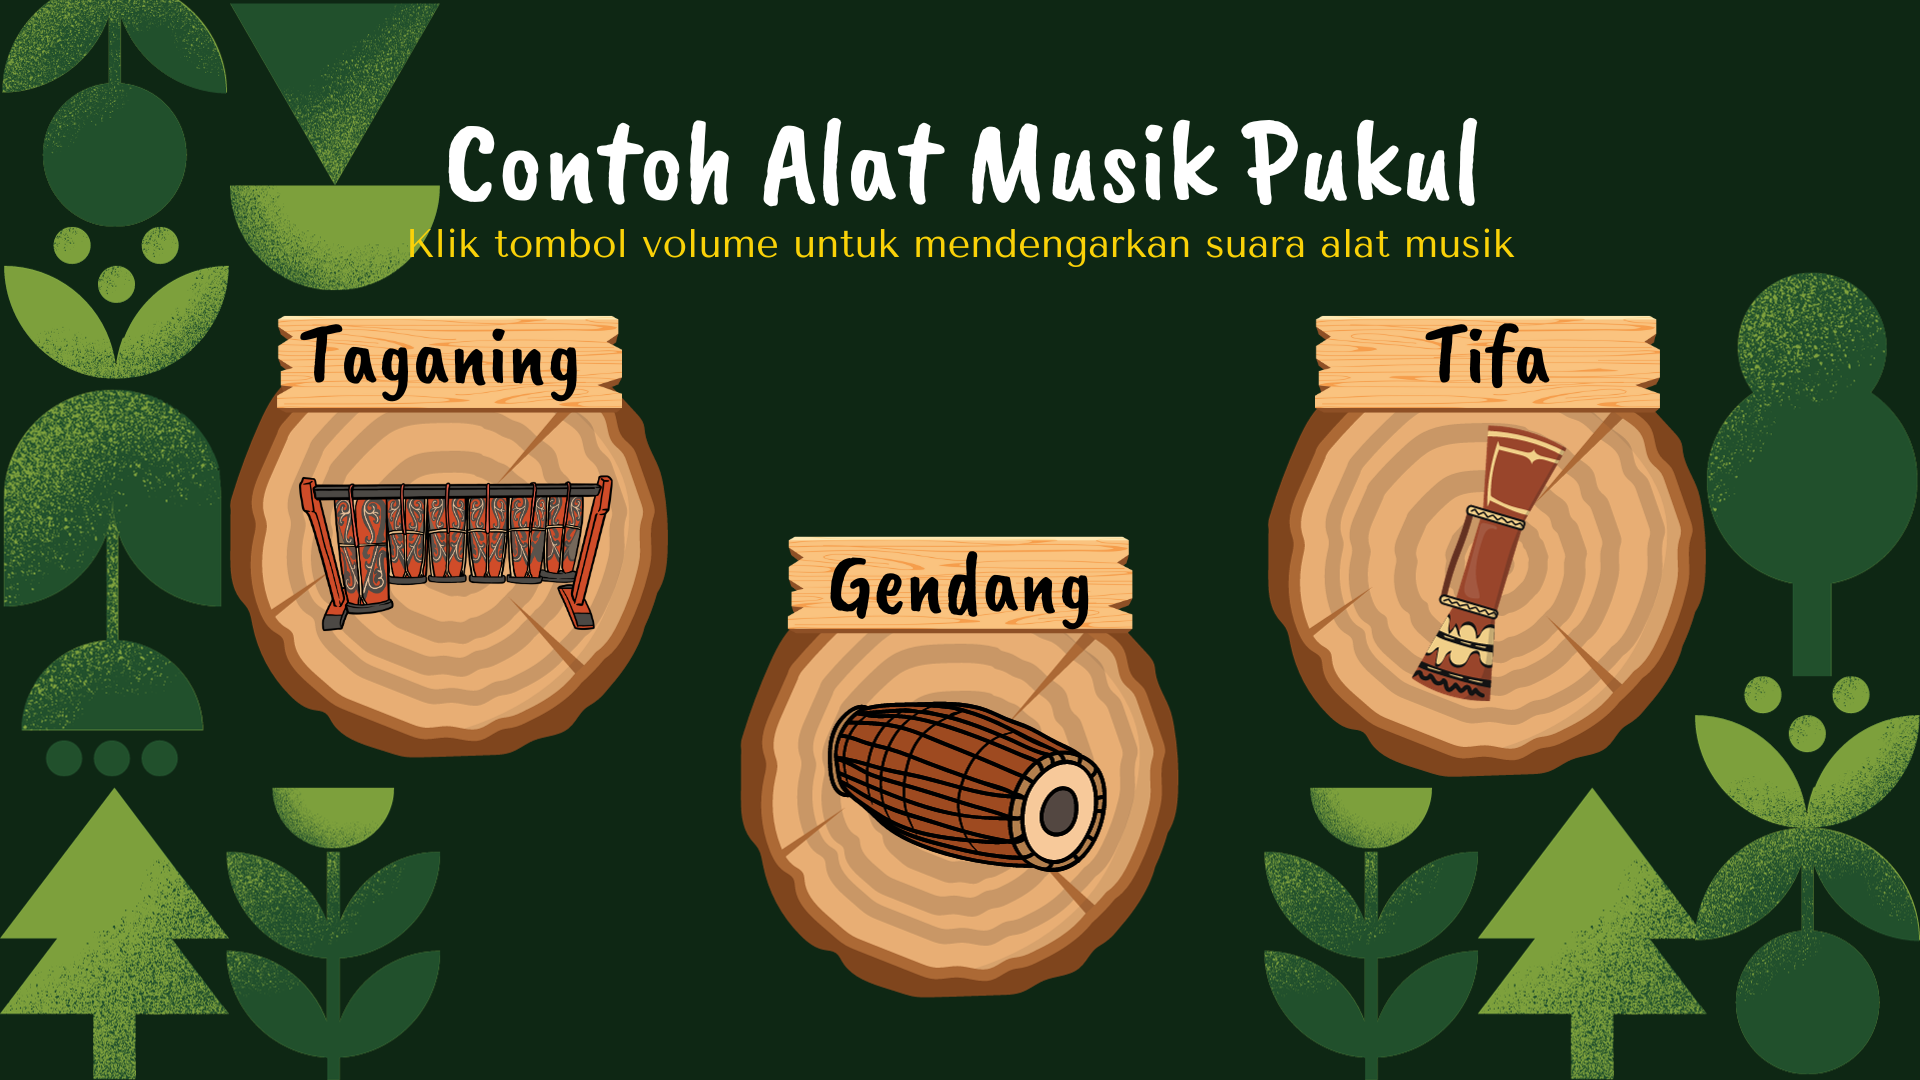 Contoh Alat Musik Pukul
Klik tombol volume untuk mendengarkan suara alat musik
Taganing
Tifa
Gendang